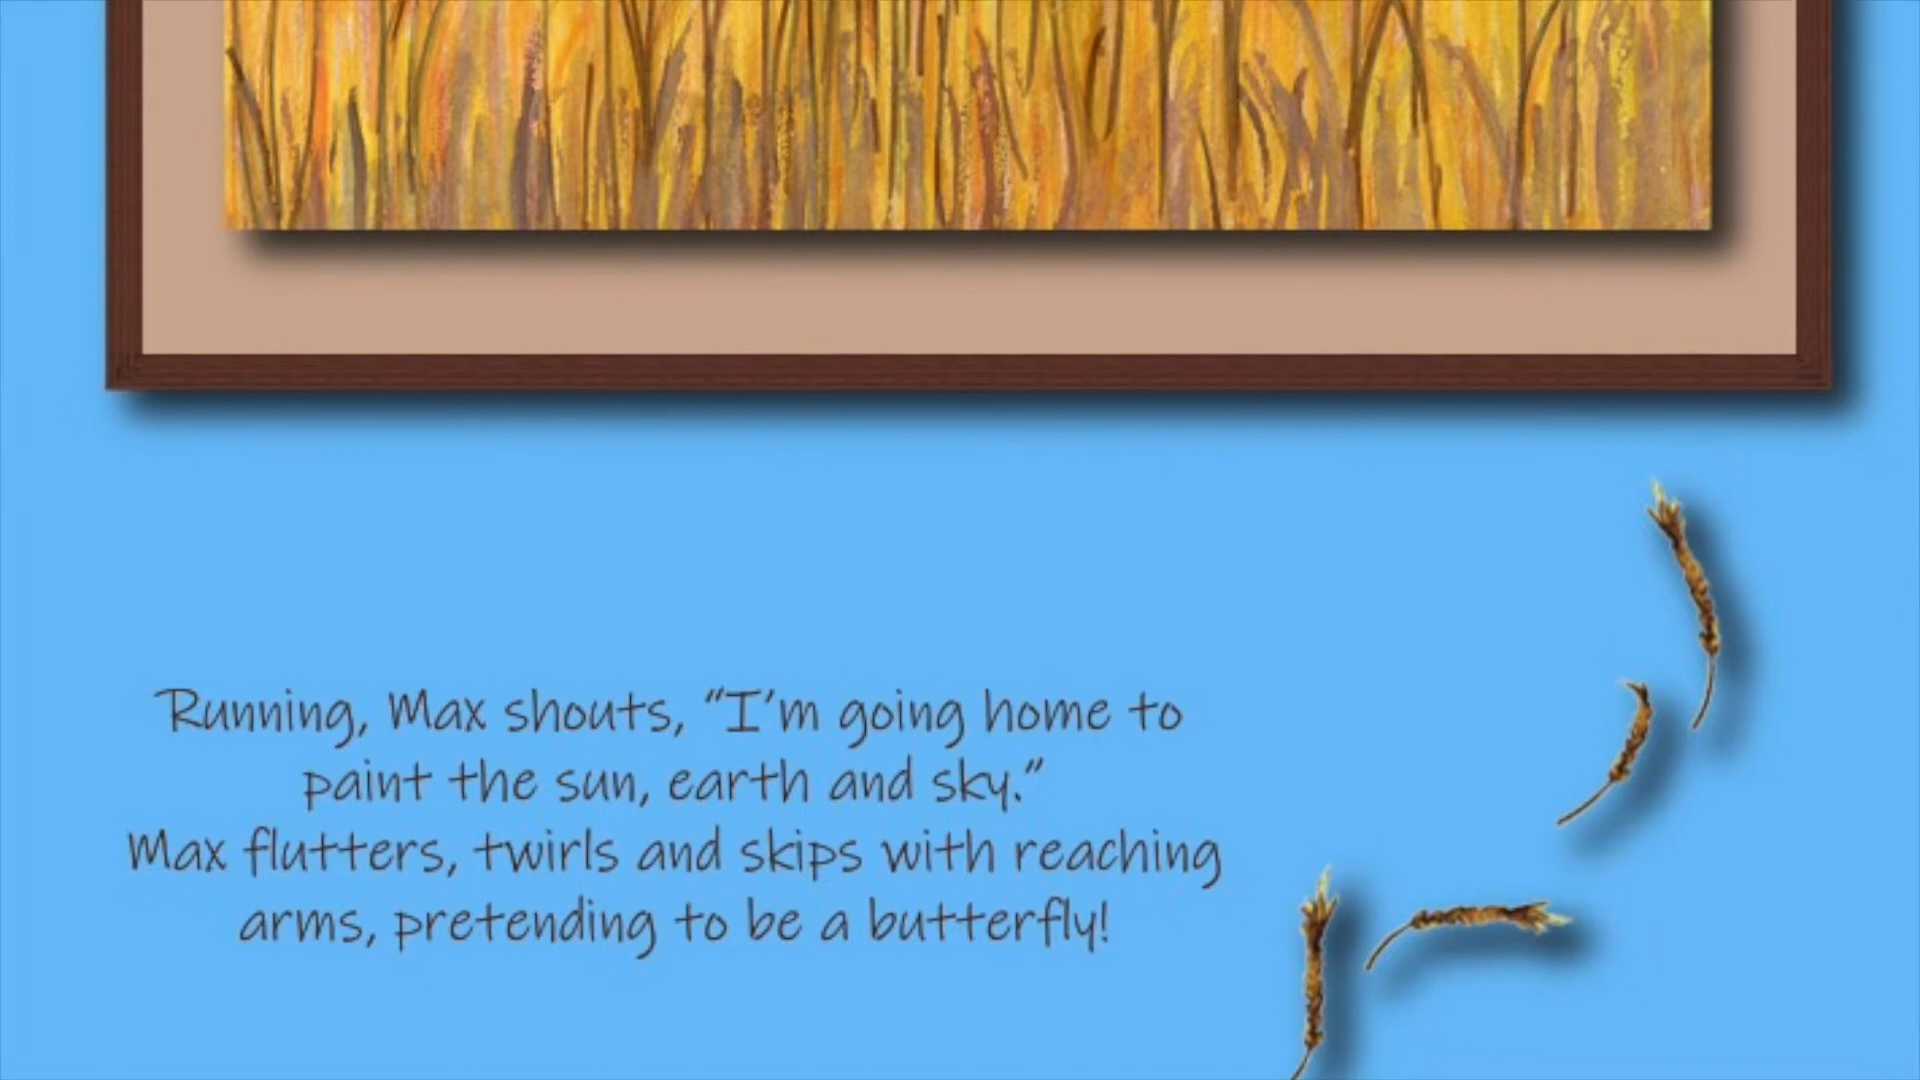 Running, Max shouts, “I’m going home to
paint the sun, earth and sky.”
Max flutters, twirls and skips with reaching
arms, pretending to be a butterfly!